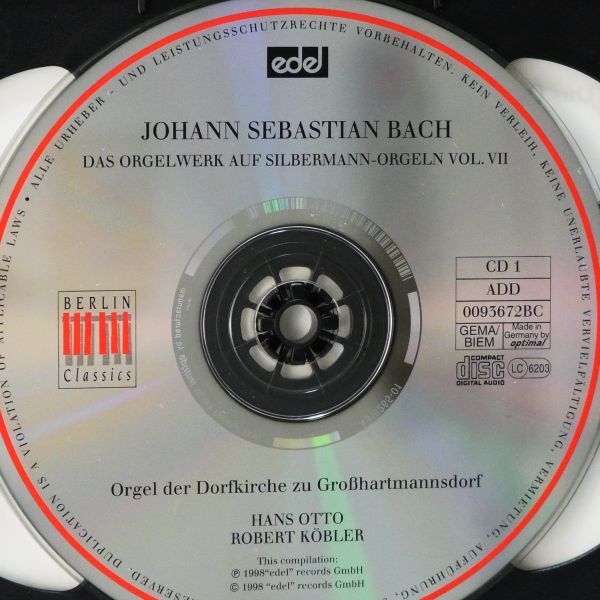 edel
JOHANN SEBASTIAN BACH
DAS ORGELWERK AUF SILBERMANN-ORGELN VOL. VII
BERLIN
Classics
CD 1
ADD
0093672BC
GEMA/
BIEM
Made in
Germany by
optimal
COMPACT
disc
DIGITAL AUDIO
LC 6203
Orgel der Dorfkirche zu Großhartmannsdorf
HANS OTTO
ROBERT KÖBLER
This compilation:
℗ 1998 "edel" records GmbH
© 1998 "edel" records GmbH
• ALLE URHEBER - UND LEISTUNGSSCHUTZRECHTE VORBEHALTEN. KEIN VERLEIH, KEINE UNERLAUBTE VERVIELFÄLTIGUNG, VERMIETUNG, AUFFÜHRUNG,
RESERVED. DUPLICATION IS A VIOLATION OF APPLICABLE LAWS